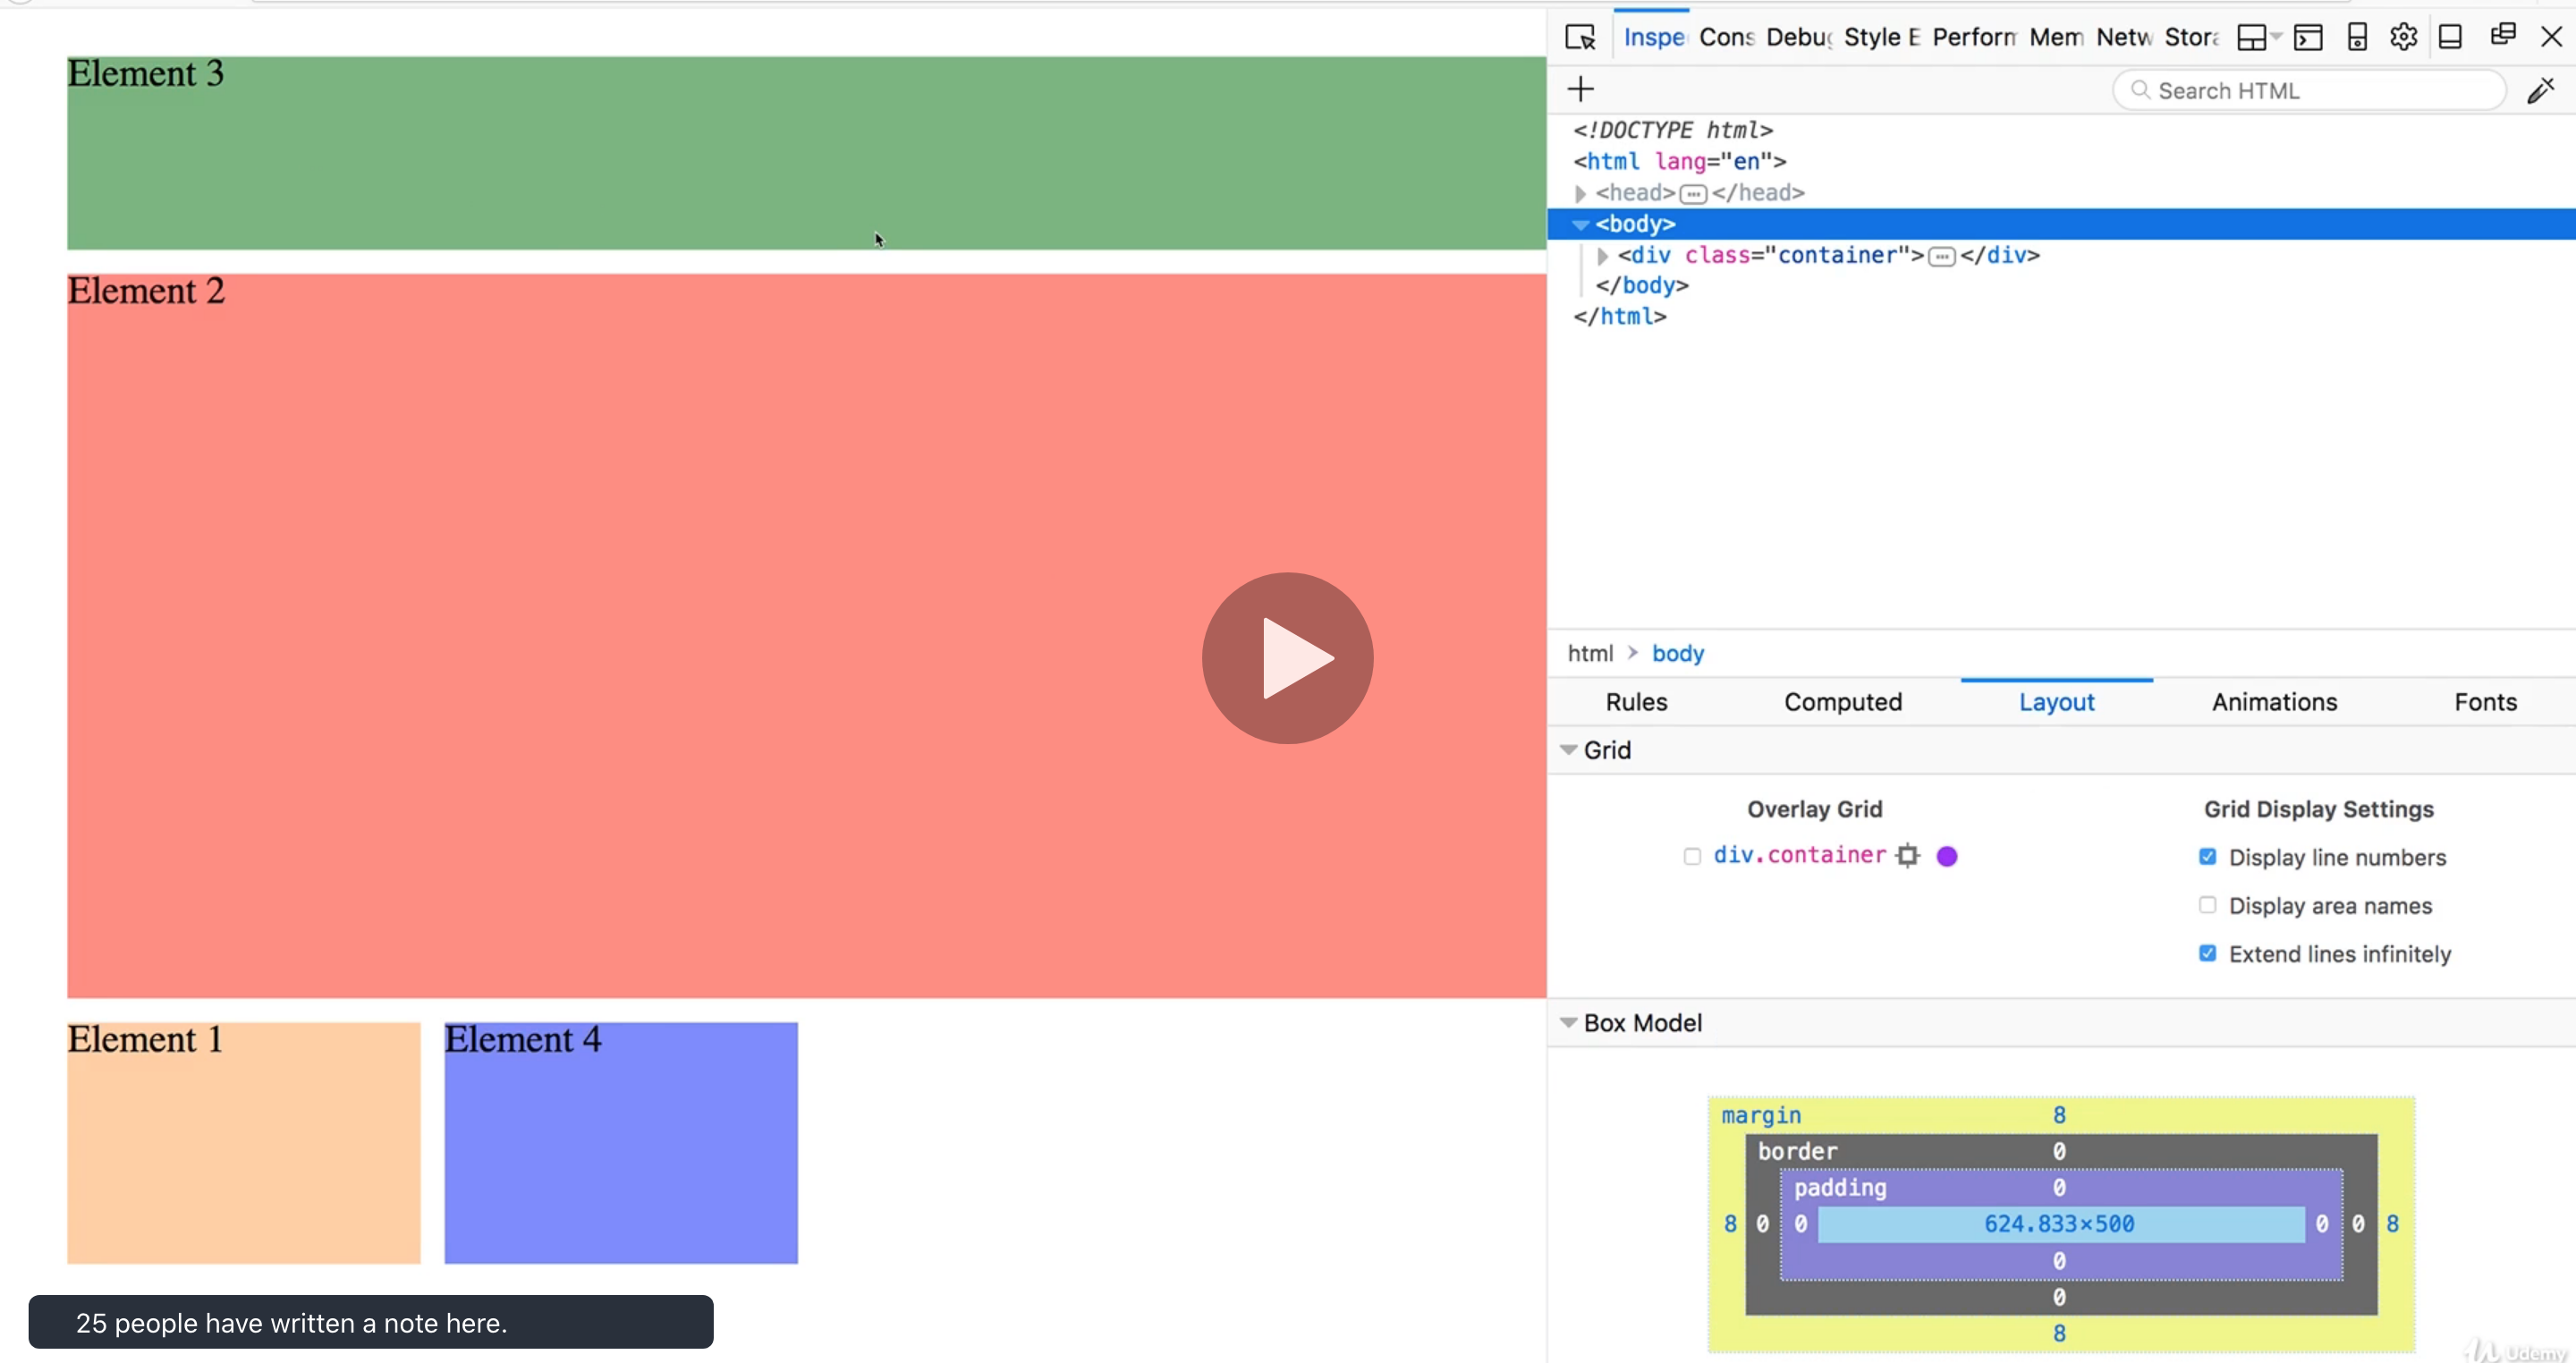 Element 3
Element 2
Element 1
Element 4
25 people have written a note here.
Inspe Cons Debug Style E Perform Mem Netw Stora
Search HTML
<!DOCTYPE html>
<html lang="en">
<head></head>
<body>
<div class="container"></div>
</body>
</html>
html > body
Rules Computed Layout Animations Fonts
Grid
Overlay Grid
div.container
Grid Display Settings
Display line numbers
Display area names
Extend lines infinitely
Box Model
margin 8
border 0
padding 0
8 0 0 624.833×500 0 0 8
0
0
8
Udemy